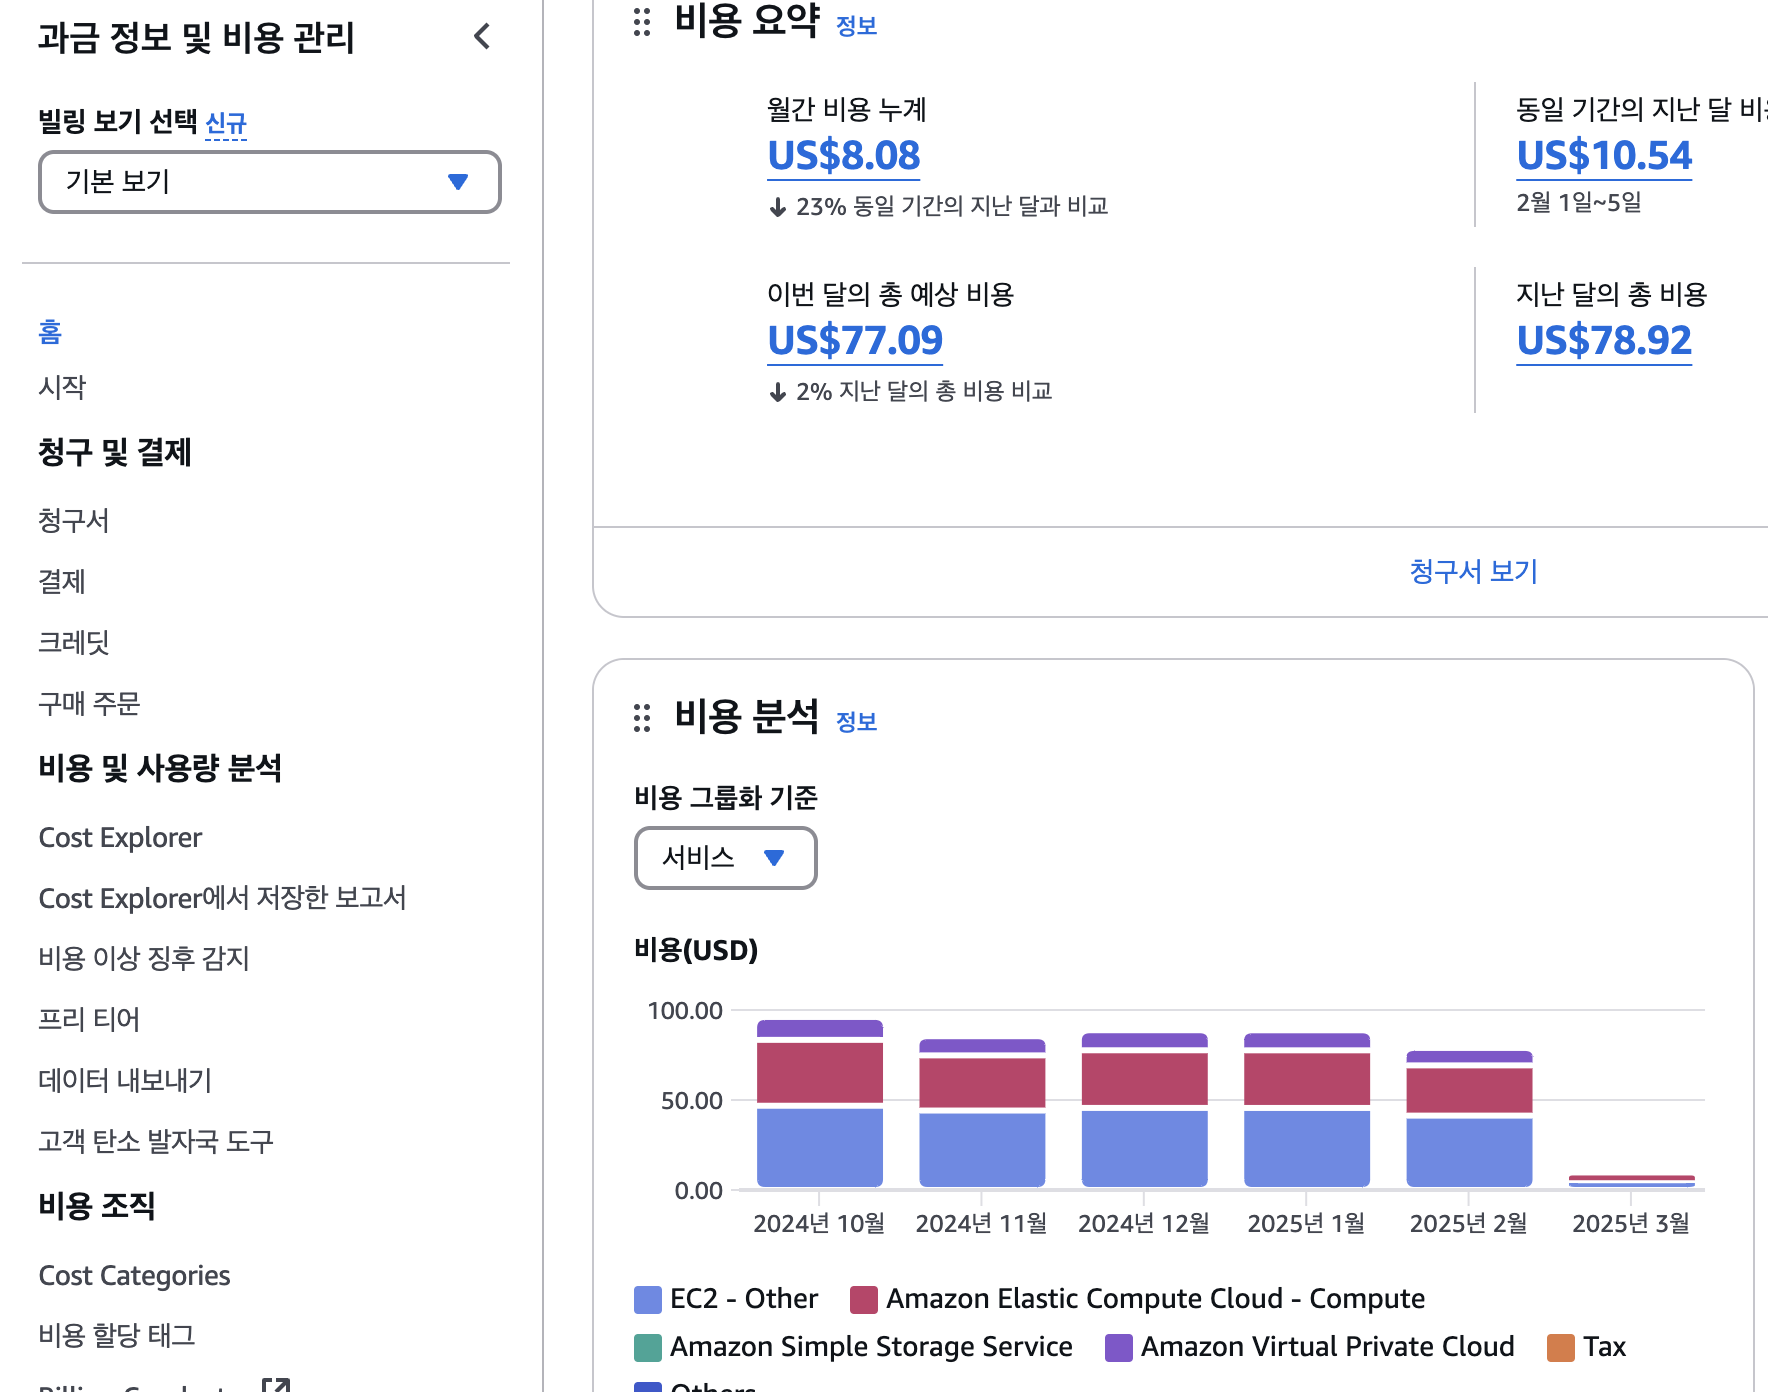 과금 정보 및 비용 관리
빌링 보기 선택 신규
기본 보기
홈
시작
청구 및 결제
청구서
결제
크레딧
구매 주문
비용 및 사용량 분석
Cost Explorer
Cost Explorer에서 저장한 보고서
비용 이상 징후 감지
프리 티어
데이터 내보내기
고객 탄소 발자국 도구
비용 조직
Cost Categories
비용 할당 태그
비용 요약 정보
월간 비용 누계
US$8.08
23% 동일 기간의 지난 달과 비교
동일 기간의 지난 달
US$10.54
2월 1일~5일
이번 달의 총 예상 비용
US$77.09
2% 지난 달의 총 비용 비교
지난 달의 총 비용
US$78.92
청구서 보기
비용 분석 정보
비용 그룹화 기준
서비스
비용(USD)
100.00
50.00
0.00
2024년 10월 2024년 11월 2024년 12월 2025년 1월 2025년 2월 2025년 3월
EC2 - Other Amazon Elastic Compute Cloud - Compute
Amazon Simple Storage Service Amazon Virtual Private Cloud Tax
Others